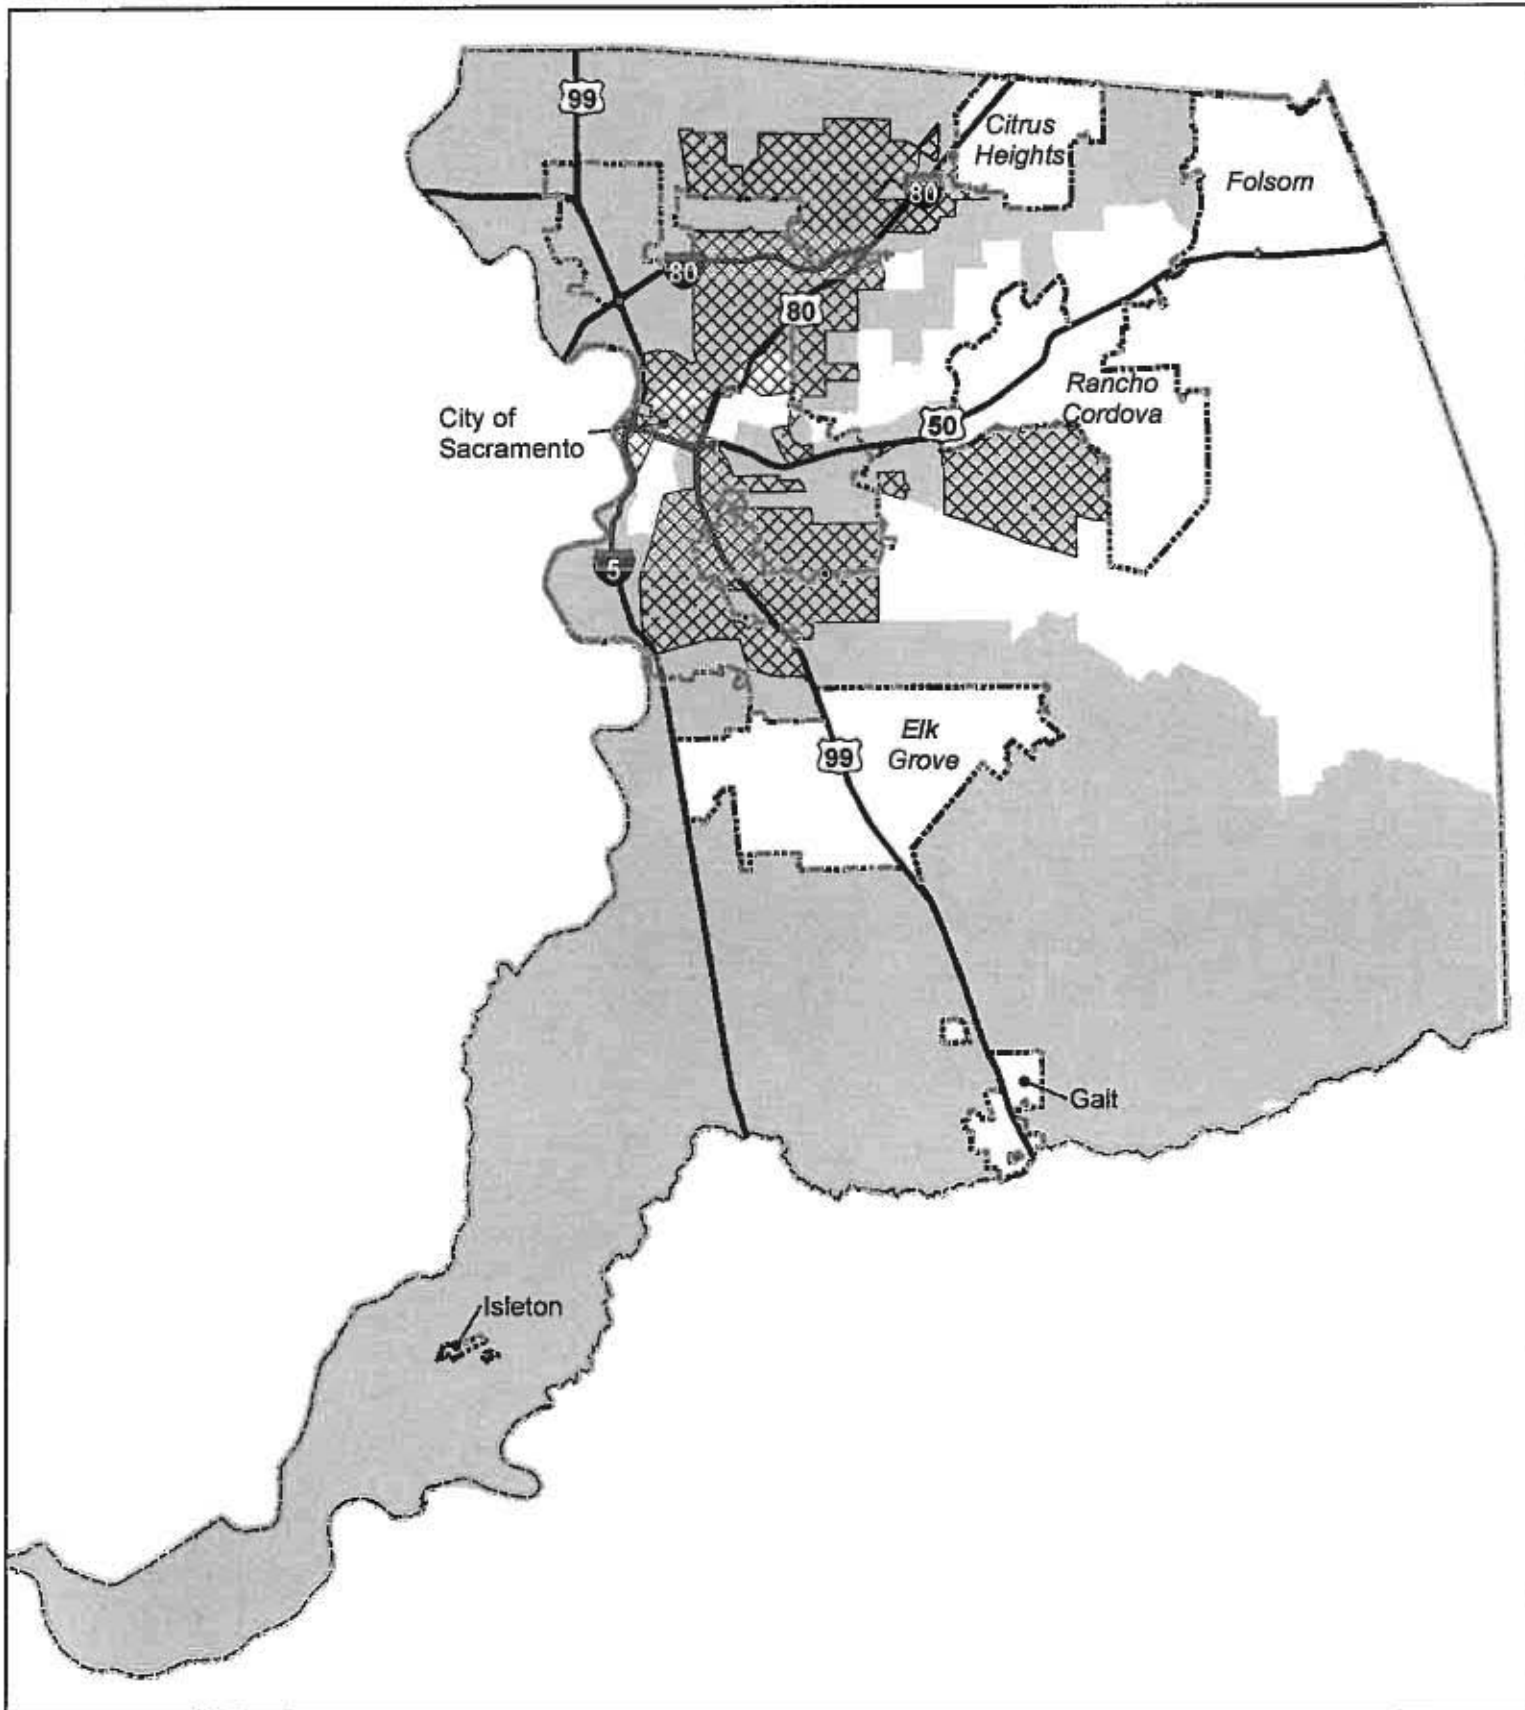 99
Citrus
Heights
80
Folsom
80
80
Rancho
Cordova
50
City of
Sacramento
5
Elk
Grove
99
Galt
Isleton